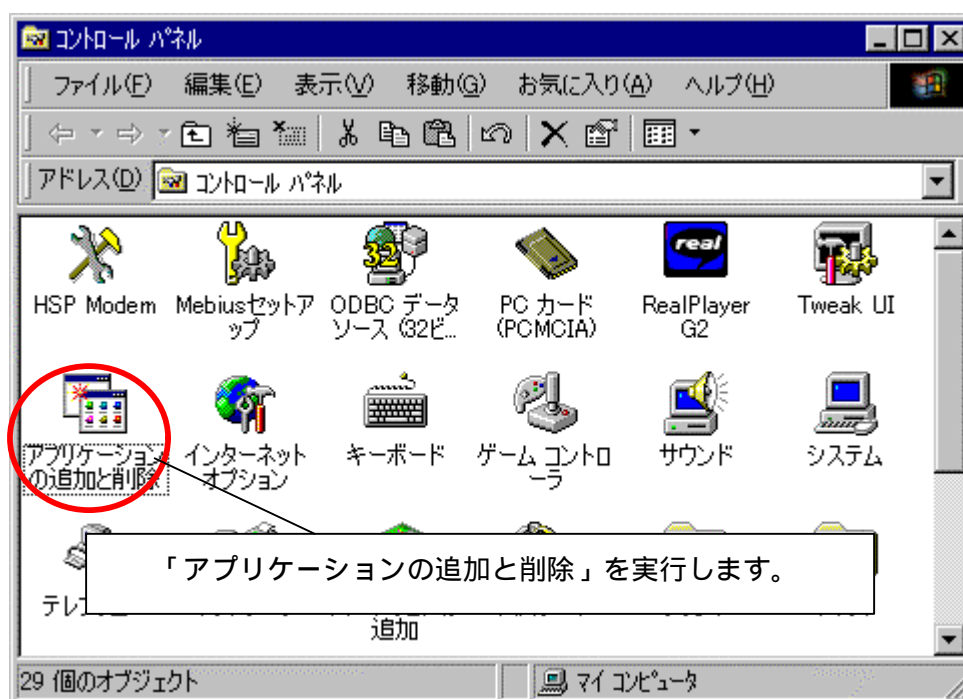 コントロール パネル
ファイル(F) 編集(E) 表示(V) 移動(G) お気に入り(A) ヘルプ(H)
アドレス(D) コントロール パネル
real
32
HSP Modem
Mebiusセットア
ップ
ODBC データ
ソース (32ビ...
PC カード
(PCMCIA)
RealPlayer
G2
Tweak UI
アプリケーション
の追加と削除
インターネット
オプション
キーボード
ゲーム コントロ
ーラ
サウンド
システム
「アプリケーションの追加と削除」を実行します。
テレ
追加
29 個のオブジェクト
マイ コンピュータ